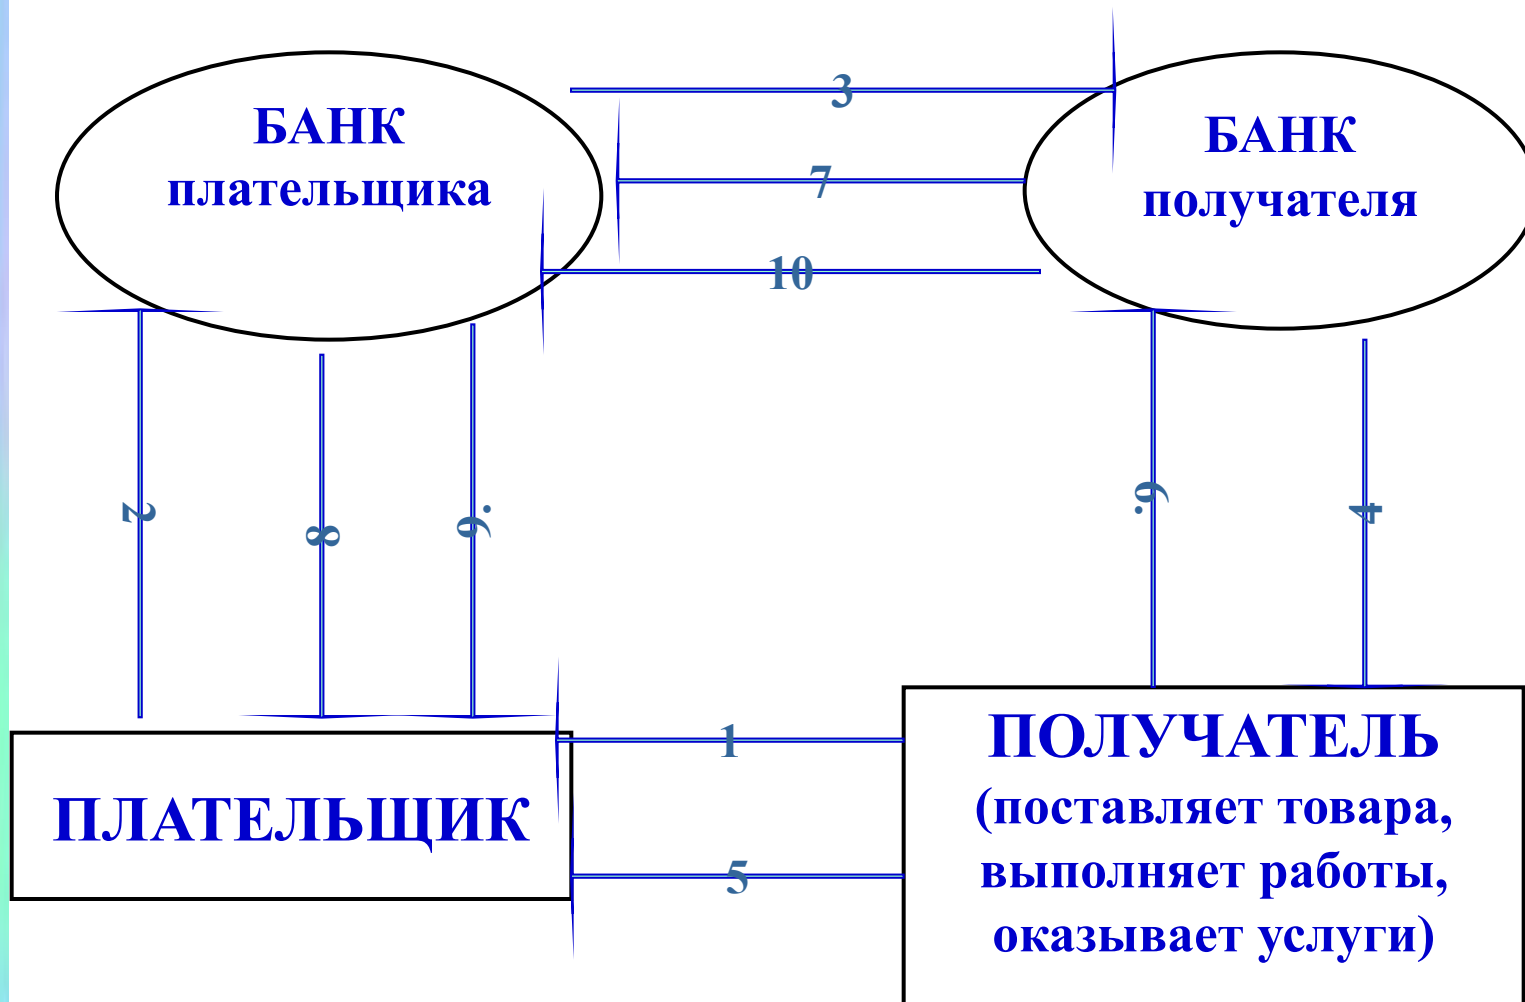 БАНК
плательщика
3
7
10
БАНК
получателя
2
8
9.
6.
4
ПЛАТЕЛЬЩИК
1
5
ПОЛУЧАТЕЛЬ
(поставляет товара,
выполняет работы,
оказывает услуги)